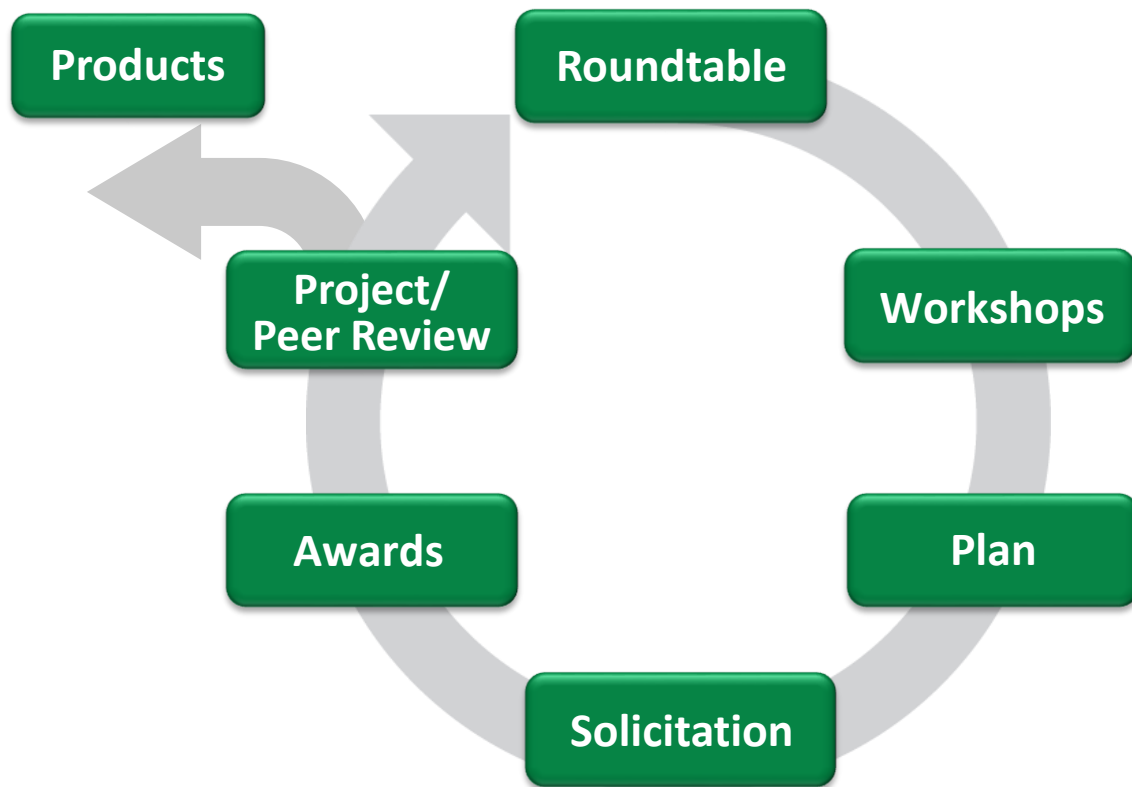 Products
Roundtable
Project/
Peer Review
Workshops
Awards
Plan
Solicitation